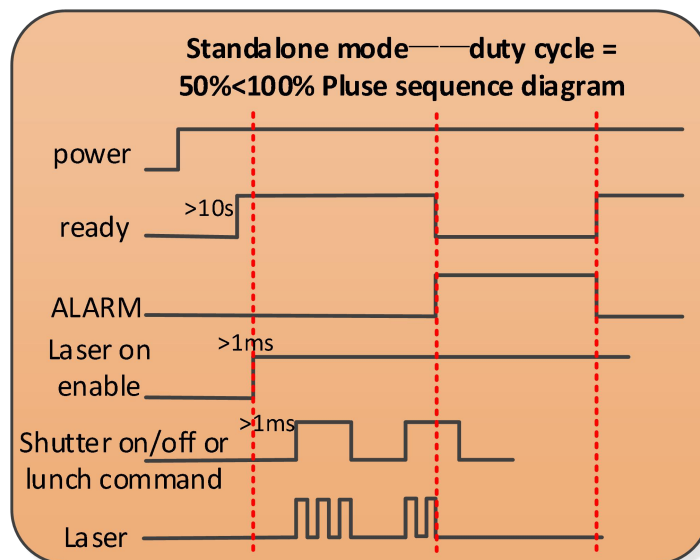 Standalone mode——duty cycle =
50%<100% Pluse sequence diagram
power
>10s
ready
ALARM
Laser on
enable
>1ms
>1ms
Shutter on/off or
lunch command
Laser